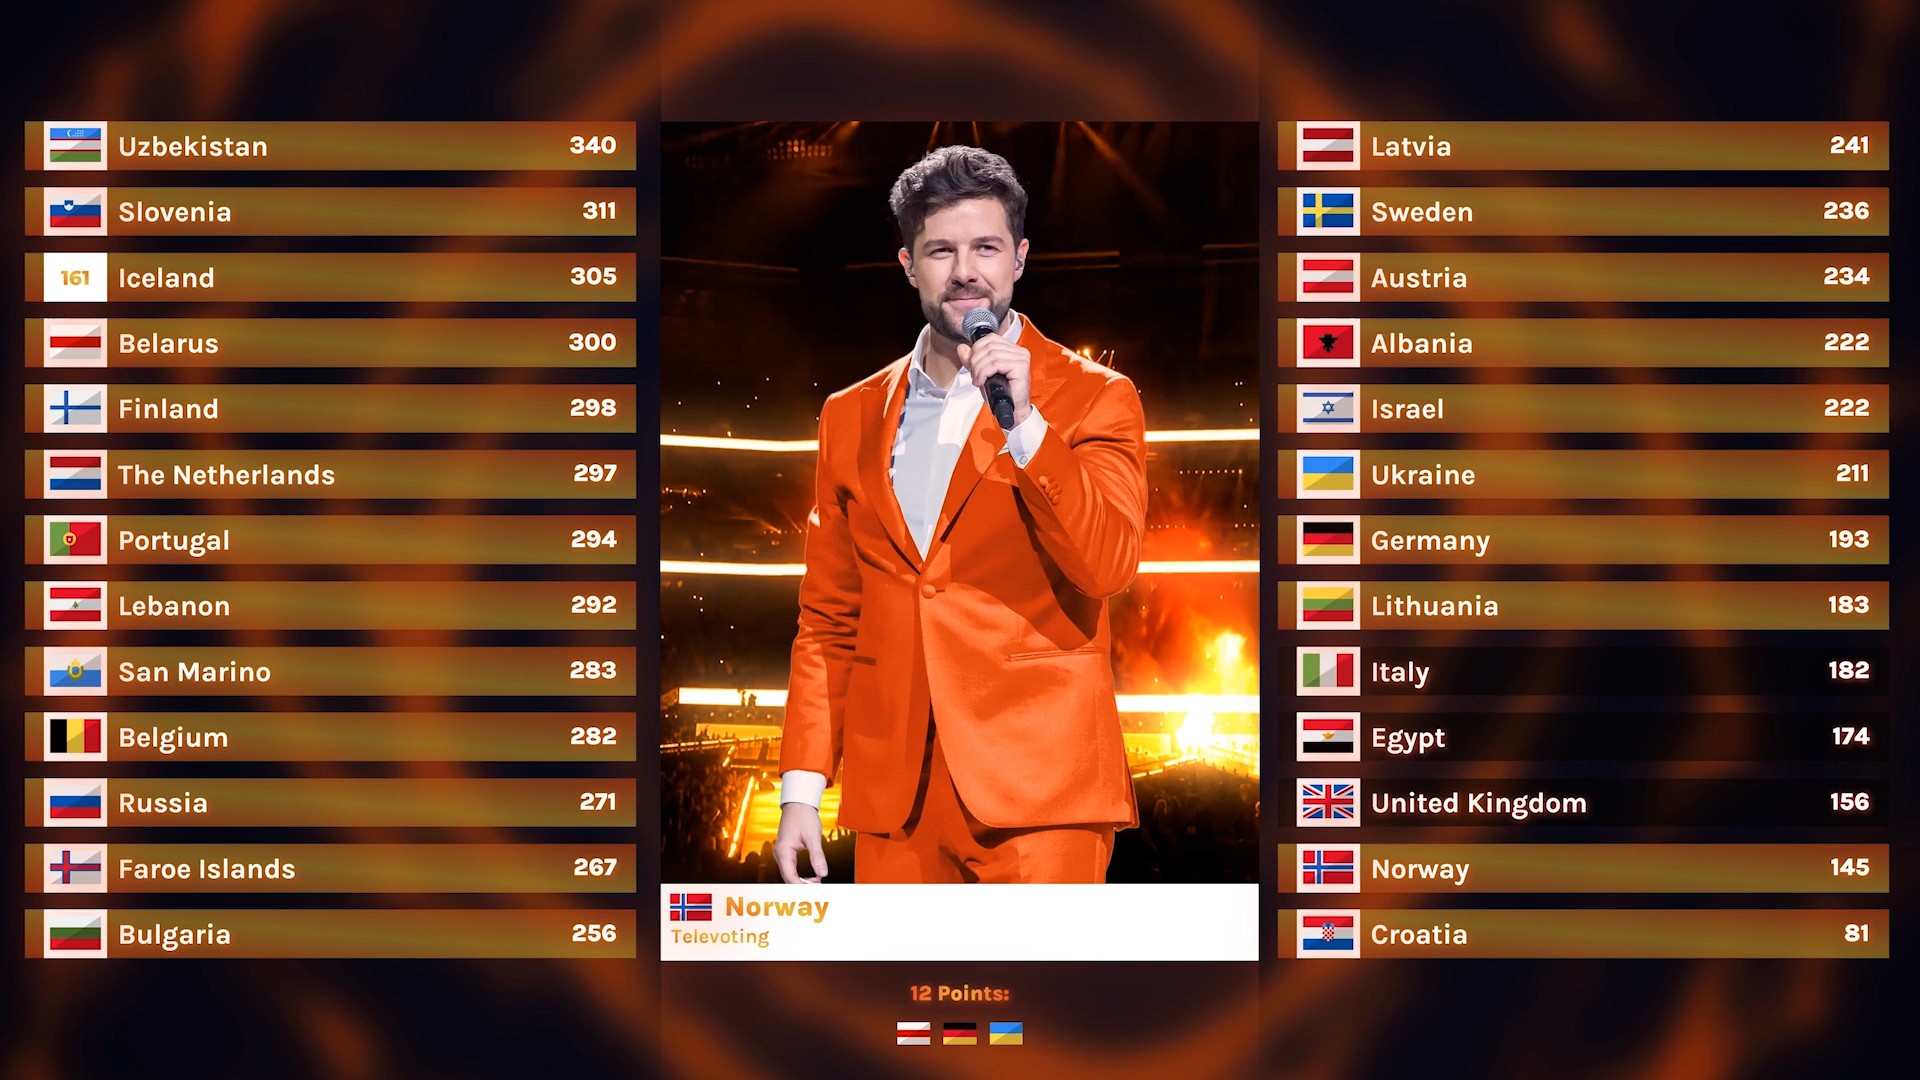 Uzbekistan 340
Slovenia 311
161 Iceland 305
Belarus 300
Finland 298
The Netherlands 297
Portugal 294
Lebanon 292
San Marino 283
Belgium 282
Russia 271
Faroe Islands 267
Bulgaria 256
Norway
Televoting
12 Points:
Latvia 241
Sweden 236
Austria 234
Albania 222
Israel 222
Ukraine 211
Germany 193
Lithuania 183
Italy 182
Egypt 174
United Kingdom 156
Norway 145
Croatia 81